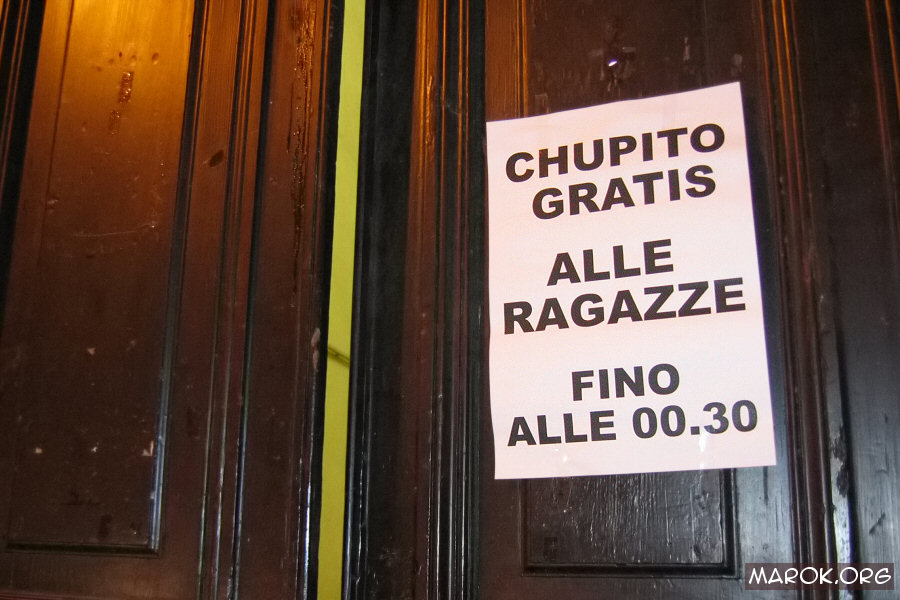 CHUPITO
GRATIS
ALLE
RAGAZZE
FINO
ALLE 00.30
MAROK.ORG